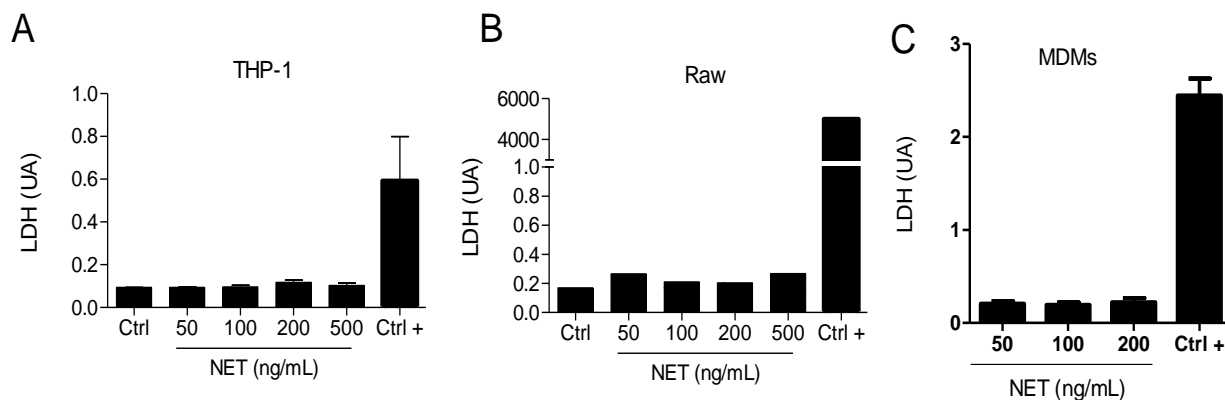 A
THP-1
LDH (UA)
1.0
0.8
0.6
0.4
0.2
0.0
Ctrl 50 100 200 500 Ctrl +
NET (ng/mL)
B
Raw
LDH (UA)
6000
4000
1.0
0.8
0.6
0.4
0.2
0.0
Ctrl 50 100 200 500 Ctrl +
NET (ng/mL)
C
MDMs
LDH (UA)
3
2
1
0
50 100 200 Ctrl +
NET (ng/mL)